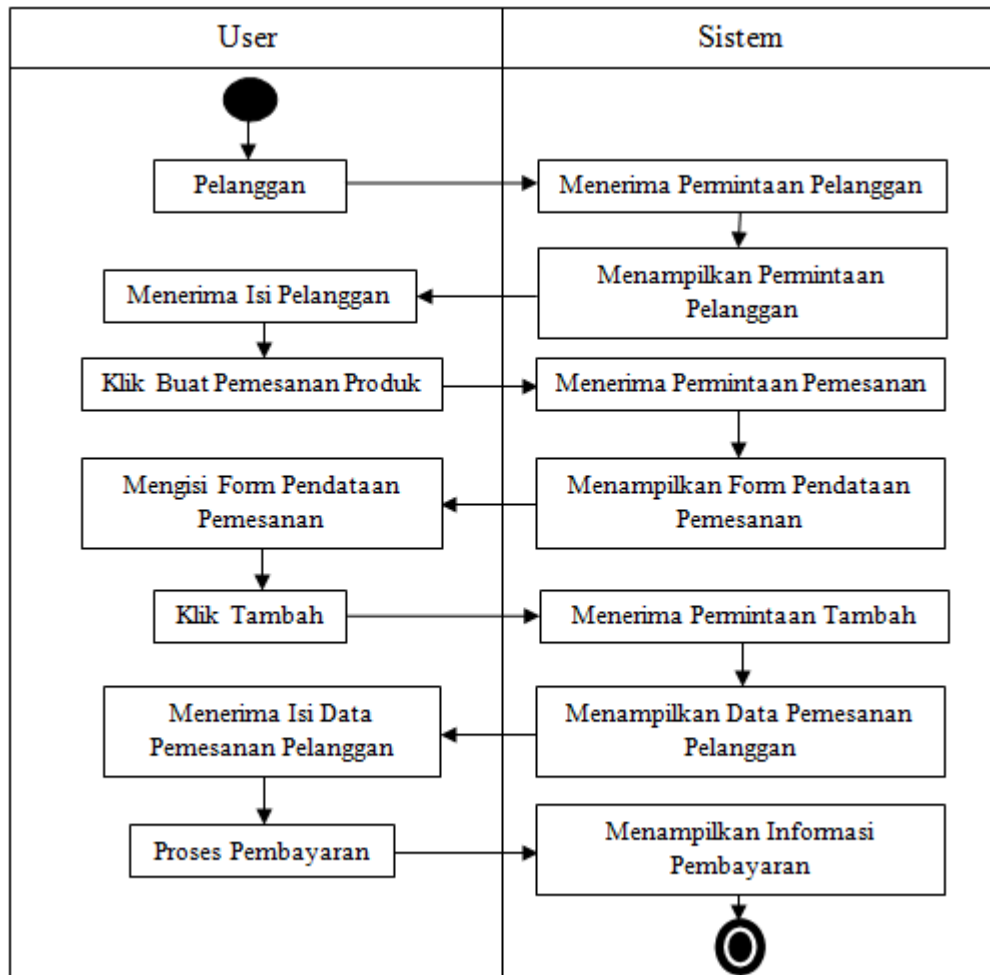 User
Sistem
Pelanggan
Menerima Permintaan Pelanggan
Menampilkan Permintaan
Pelanggan
Menerima Isi Pelanggan
Klik Buat Pemesanan Produk
Menerima Permintaan Pemesanan
Menampilkan Form Pendataan
Pemesanan
Mengisi Form Pendataan
Pemesanan
Klik Tambah
Menerima Permintaan Tambah
Menampilkan Data Pemesanan
Pelanggan
Menerima Isi Data
Pemesanan Pelanggan
Proses Pembayaran
Menampilkan Informasi
Pembayaran